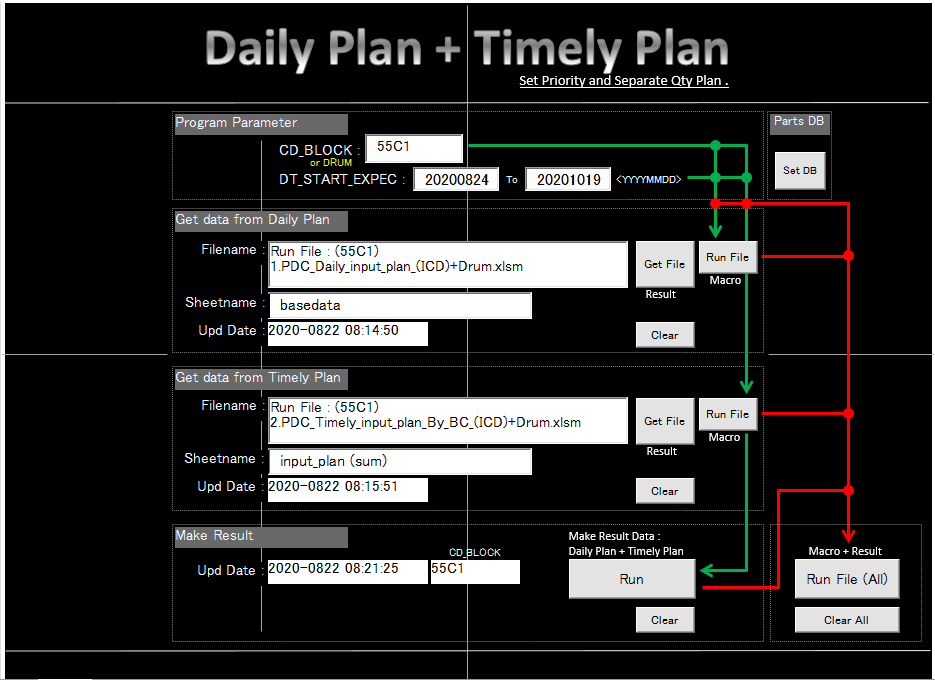 Daily Plan + Timely Plan
Set Priority and Separate Qty Plan .
Program Parameter
CD_BLOCK : 55C1
or DRUM
DT_START_EXPEC : 20200824 To 20201019 <YYYYMMDD>
Parts DB
Set DB
Get data from Daily Plan
Filename : Run File : (55C1)
1.PDC_Daily_input_plan_(ICD)+Drum.xlsm
Get File
Run File
Result
Macro
Sheetname : basedata
Upd Date : 2020-0822 08:14:50
Clear
Get data from Timely Plan
Filename : Run File : (55C1)
2.PDC_Timely_input_plan_By_BC_(ICD)+Drum.xlsm
Get File
Run File
Result
Macro
Sheetname : input_plan (sum)
Upd Date : 2020-0822 08:15:51
Clear
Make Result
CD_BLOCK
Upd Date : 2020-0822 08:21:25 55C1
Make Result Data :
Daily Plan + Timely Plan
Run
Clear
Macro + Result
Run File (All)
Clear All